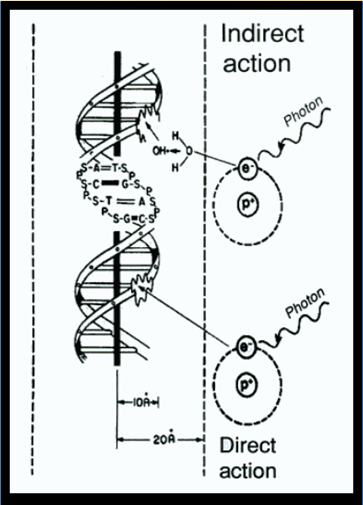 Indirect
action
Photon
H
OH• O
H
e-
p+
S-A=T-S
P P
S-C G-S
P P
P S-T=A
P S-G≡C-S P
Photon
e-
p+
10Å
20Å
Direct
action